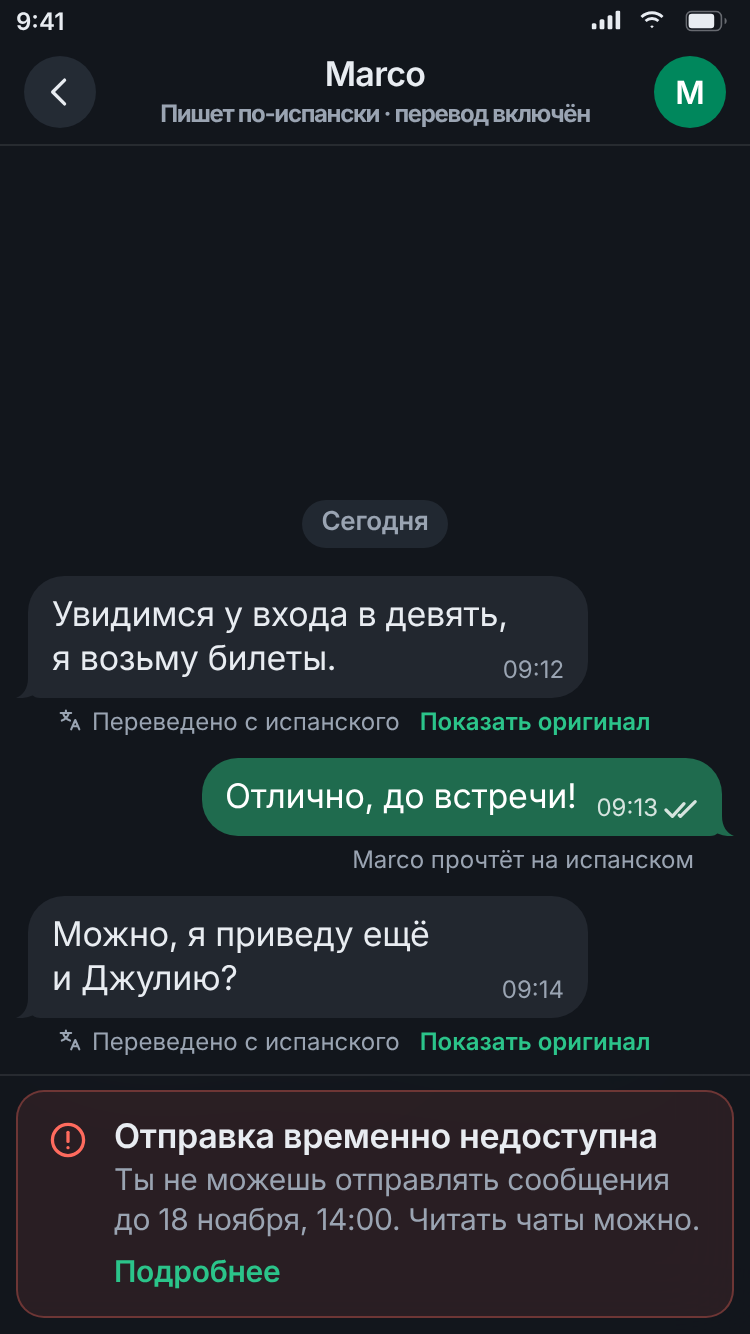 9:41
Marco
Пишет по-испански · перевод включён
M
Сегодня
Увидимся у входа в девять,
я возьму билеты.
09:12
Переведено с испанского Показать оригинал
Отлично, до встречи! 09:13
Marco прочтёт на испанском
Можно, я приведу ещё
и Джулию?
09:14
Переведено с испанского Показать оригинал
Отправка временно недоступна
Ты не можешь отправлять сообщения
до 18 ноября, 14:00. Читать чаты можно.
Подробнее